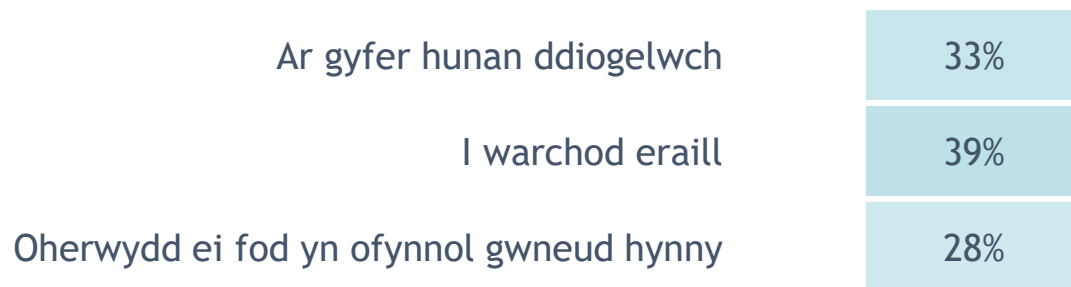 Ar gyfer hunan ddiogelwch 33%
I warchod eraill 39%
Oherwydd ei fod yn ofynnol gwneud hynny 28%